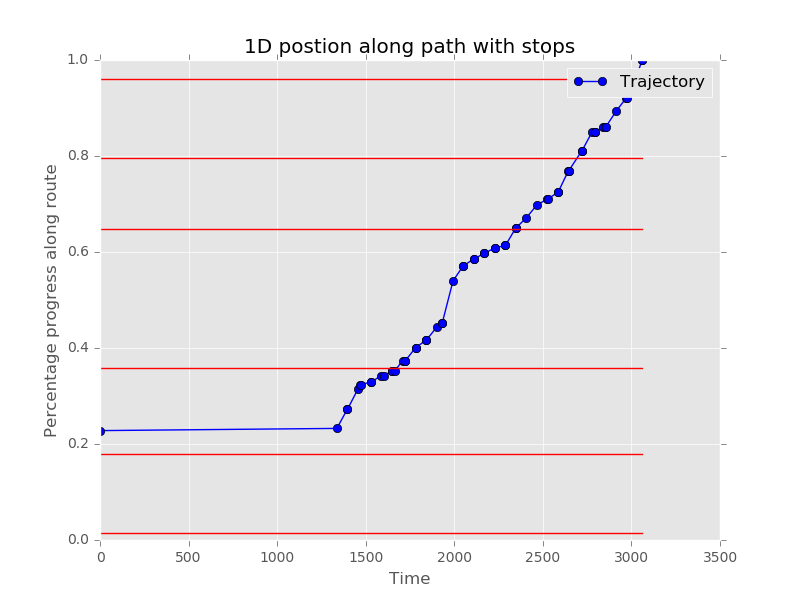 1D postion along path with stops
Trajectory
Percentage progress along route
1.0
0.8
0.6
0.4
0.2
0.0
0 500 1000 1500 2000 2500 3000 3500
Time